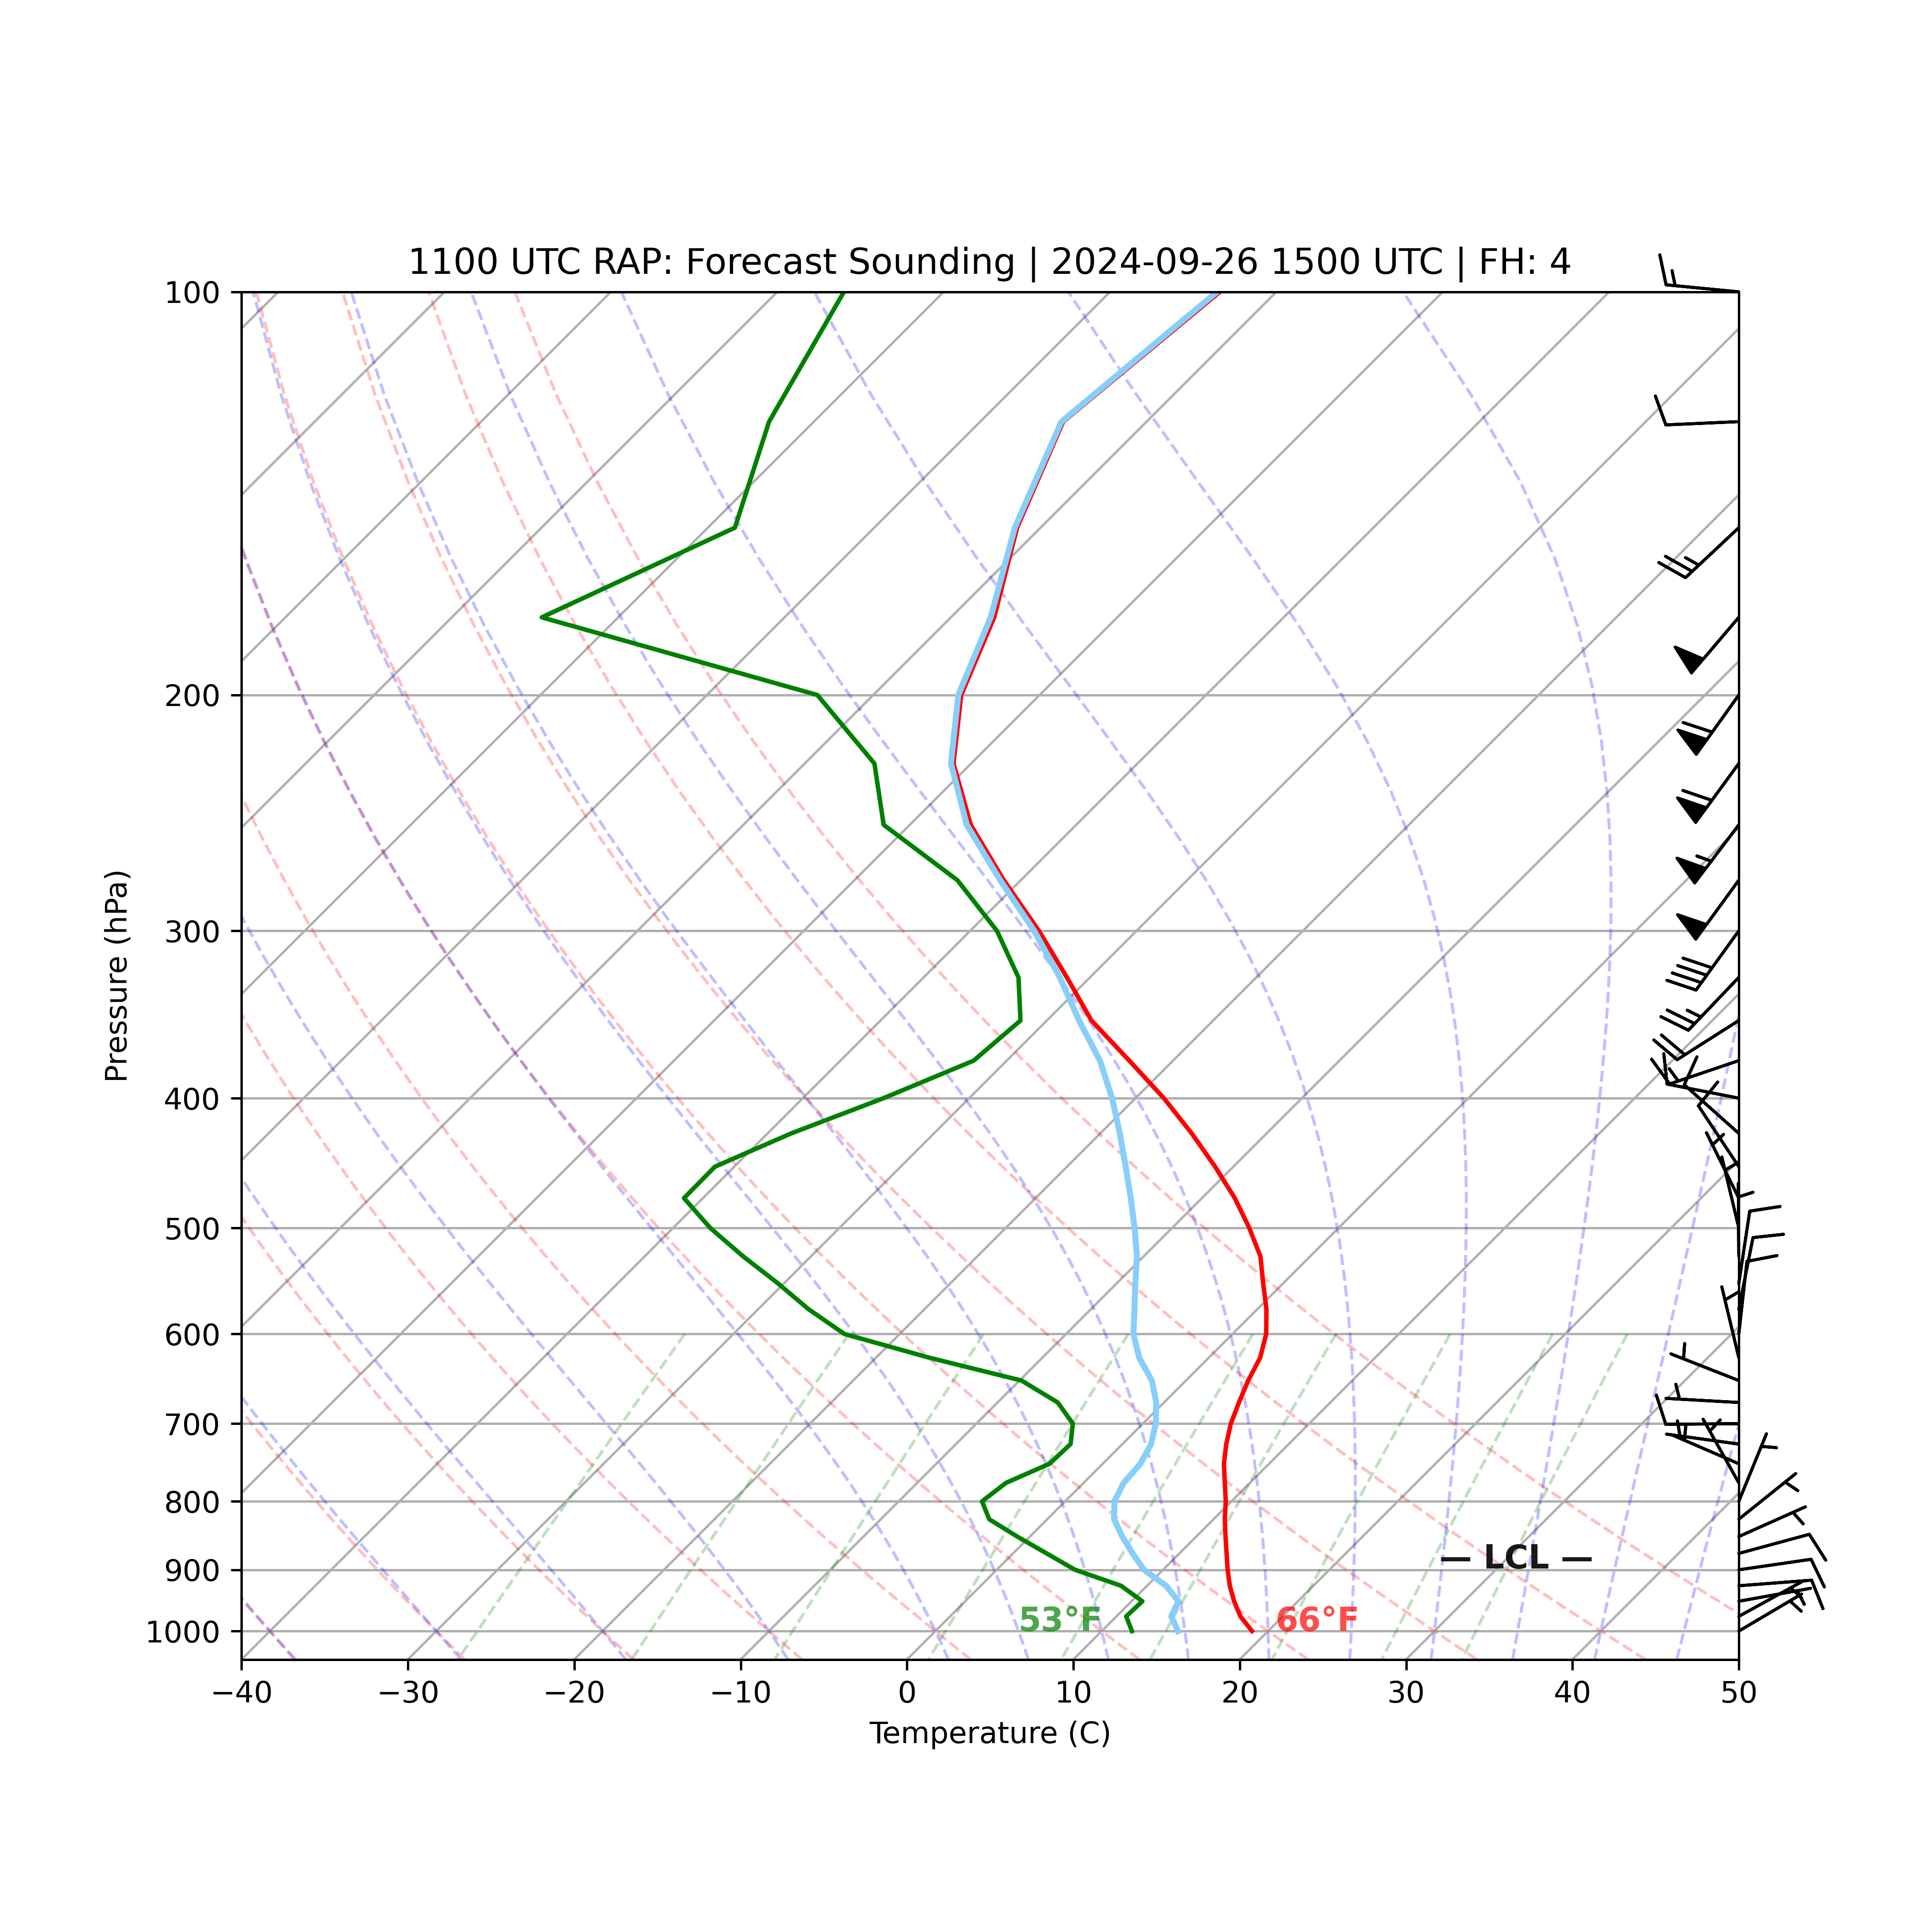 1100 UTC RAP: Forecast Sounding | 2024-09-26 1500 UTC | FH: 4
100
200
300
400
500
600
700
800
900
1000
Pressure (hPa)
— LCL —
53°F
66°F
−40 −30 −20 −10 0 10 20 30 40 50
Temperature (C)